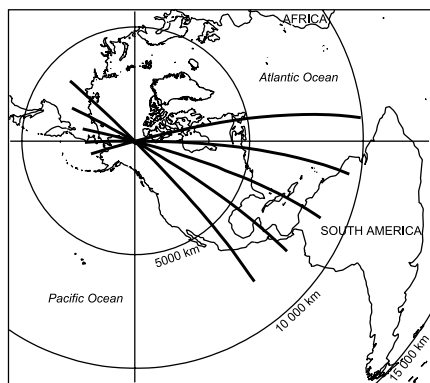 AFRICA
Atlantic Ocean
SOUTH AMERICA
5000 km
Pacific Ocean
10 000 km
15 000 km